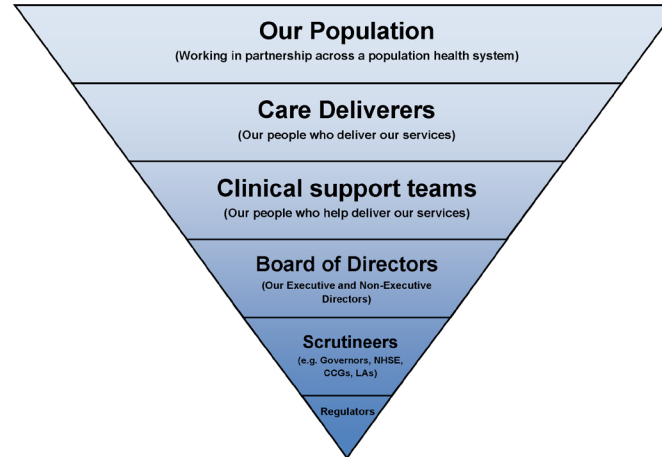 Our Population
(Working in partnership across a population health system)
Care Deliverers
(Our people who deliver our services)
Clinical support teams
(Our people who help deliver our services)
Board of Directors
(Our Executive and Non-Executive
Directors)
Scrutineers
(e.g. Governors, NHSE,
CCGs, LAs)
Regulators